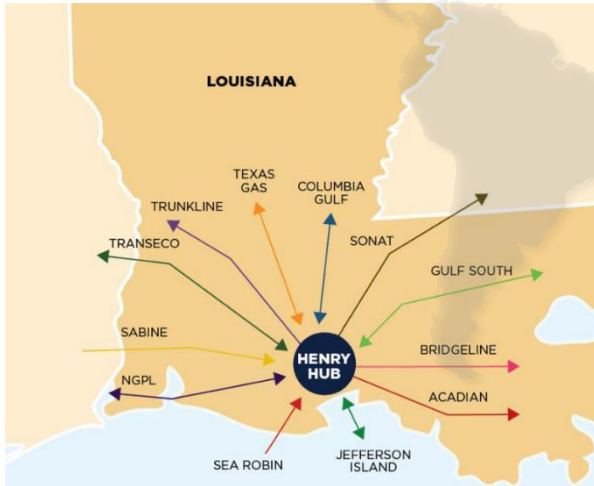 LOUISIANA
TEXAS
GAS
COLUMBIA
GULF
TRUNKLINE
TRANSECO
SONAT
GULF SOUTH
SABINE
HENRY
HUB
BRIDGELINE
NGPL
ACADIAN
SEA ROBIN
JEFFERSON
ISLAND